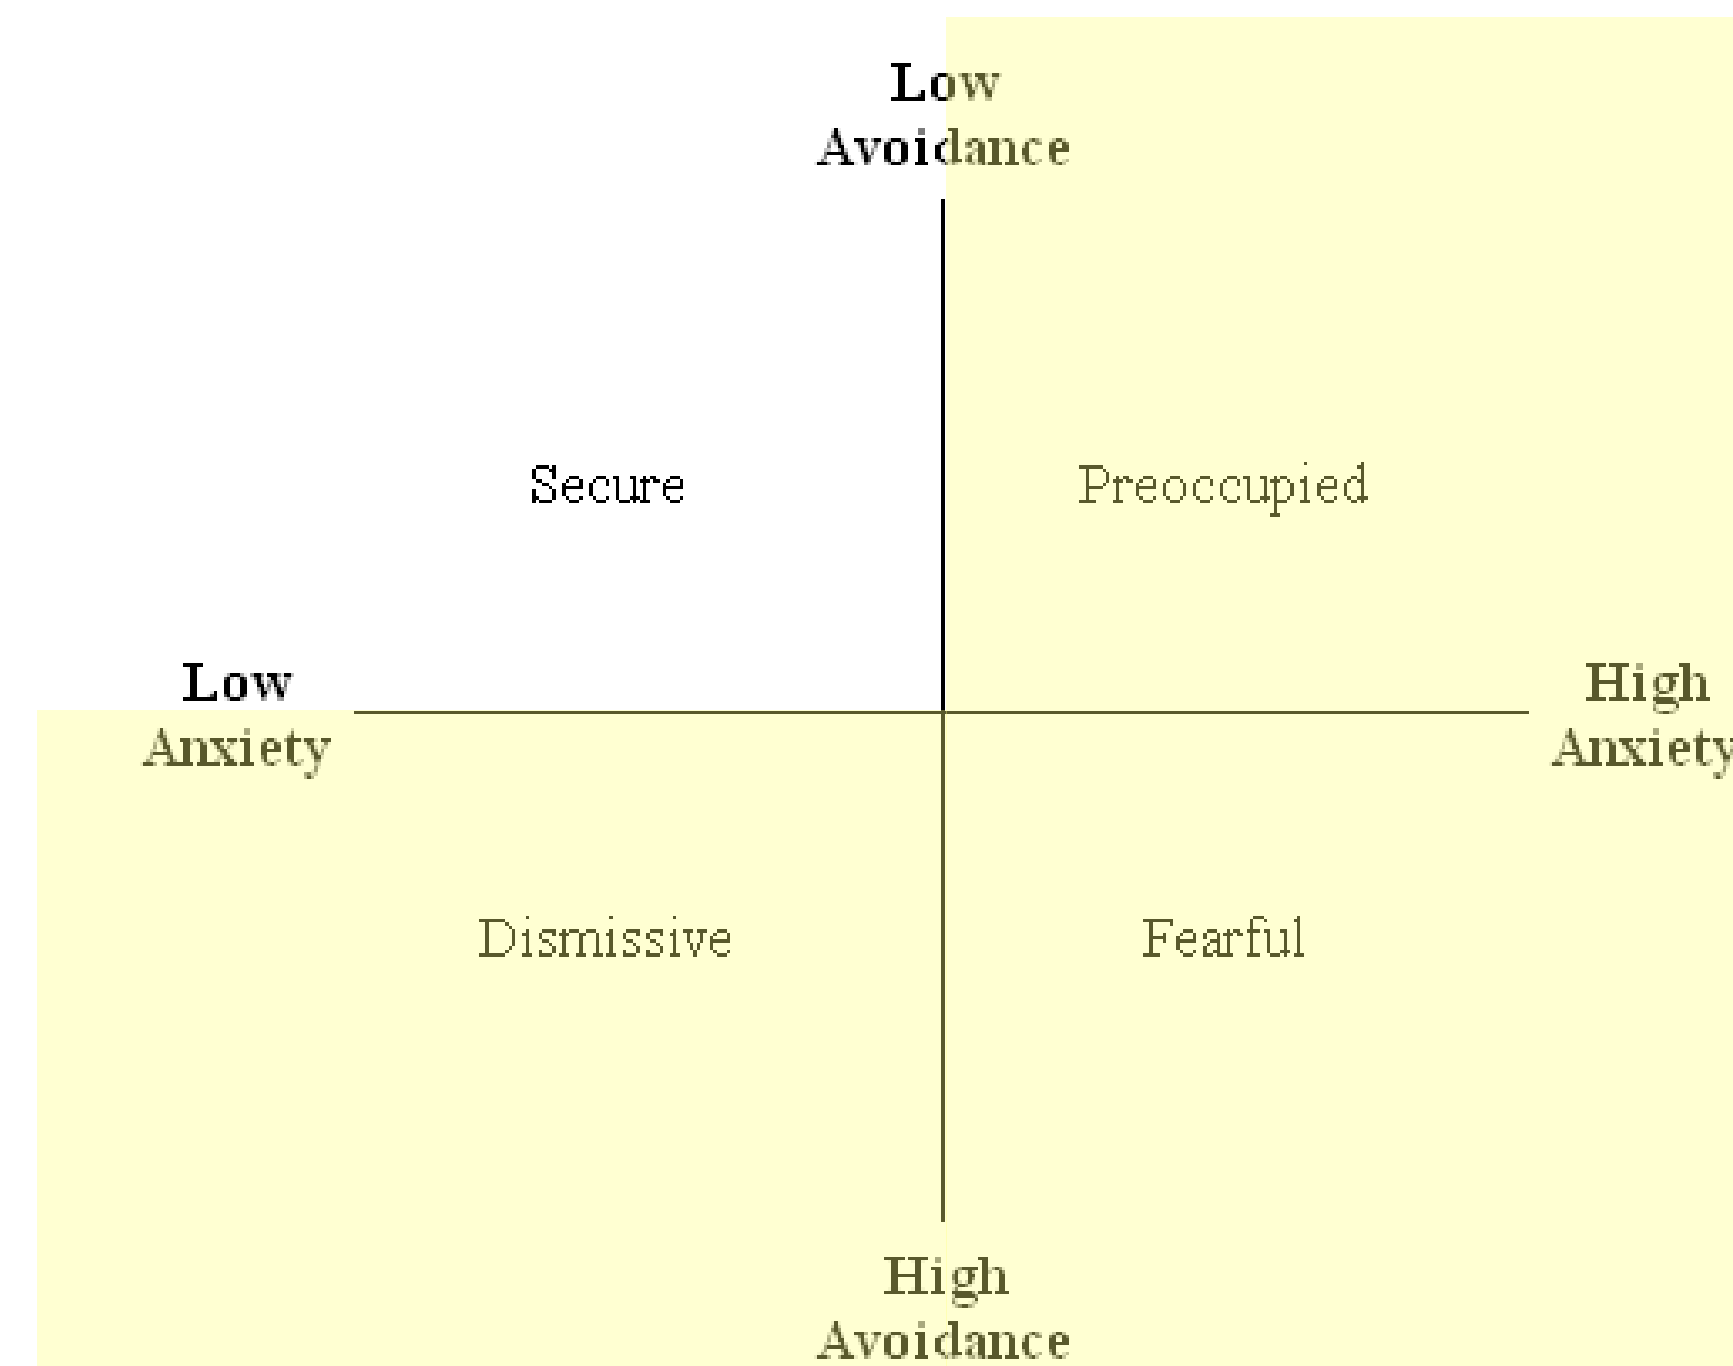 Low
Avoidance
Secure
Preoccupied
Low
Anxiety
High
Anxiety
Dismissive
Fearful
High
Avoidance